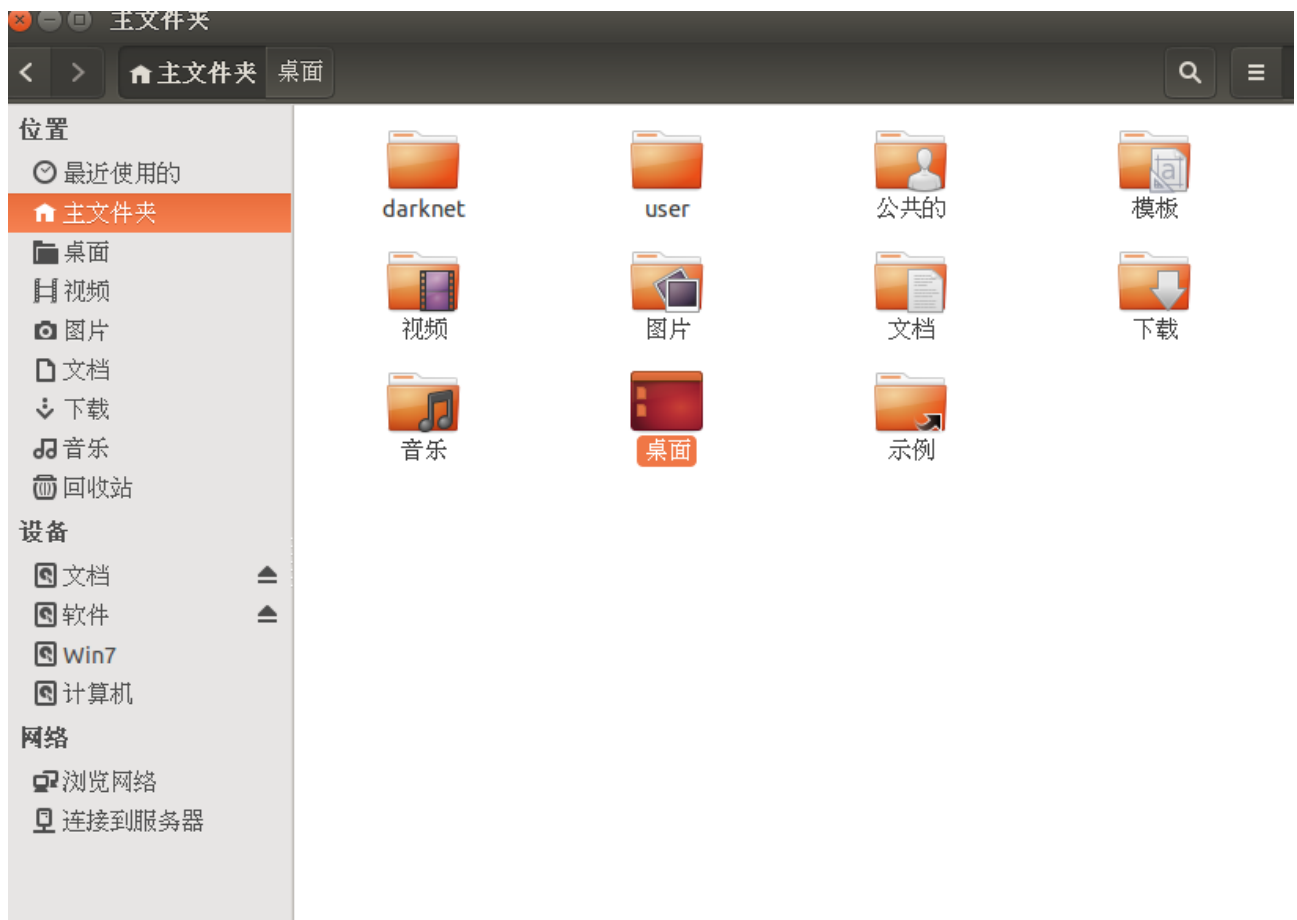 主文件夹
主文件夹 桌面
位置
最近使用的
主文件夹
桌面
视频
图片
文档
下载
音乐
回收站
设备
文档
软件
Win7
计算机
网络
浏览网络
连接到服务器
darknet user 公共的 模板
视频 图片 文档 下载
音乐 桌面 示例